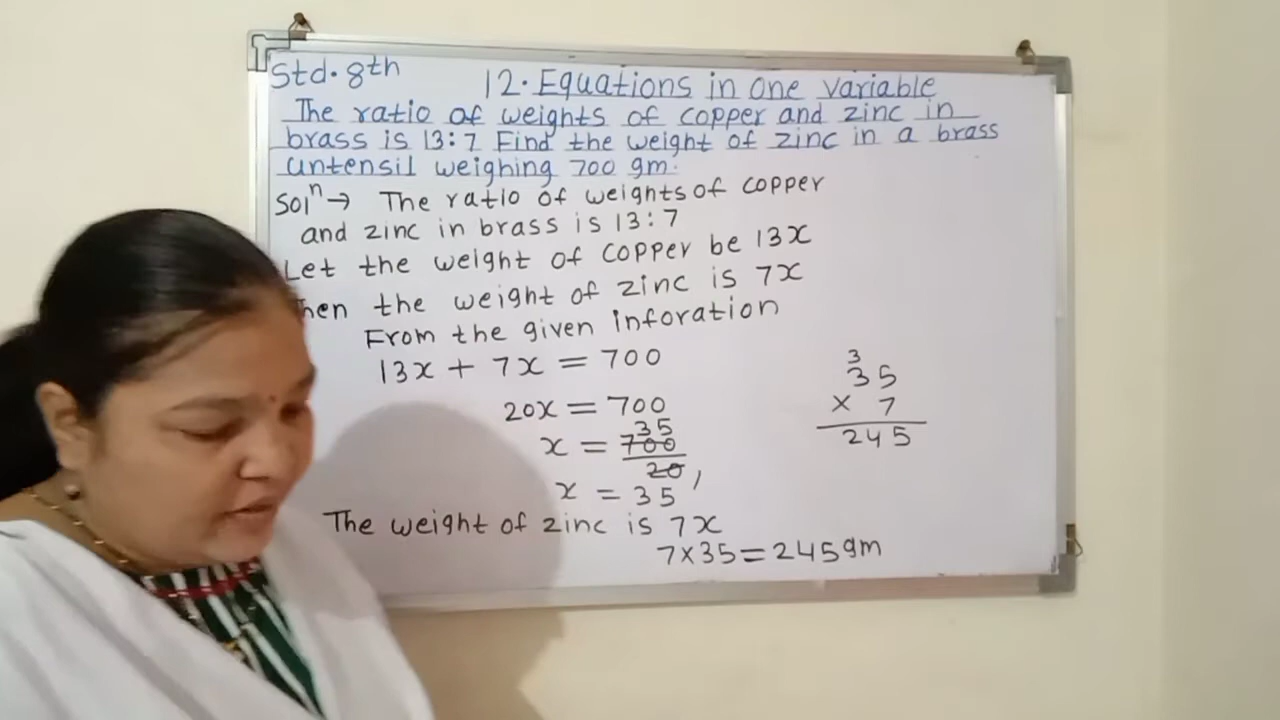 Std. 8th
12. Equations in one variable
The ratio of weights of copper and zinc in
brass is 13:7 Find the weight of zinc in a brass
untensil weighing 700 gm.
Solⁿ → The ratio of weights of copper
and zinc in brass is 13:7
Let the weight of copper be 13x
hen the weight of zinc is 7x
From the given inforation
13x + 7x = 700
20x = 700
35
x = 700
20
x = 35
The weight of zinc is 7x
7×35 = 245 gm
3
35
× 7
245